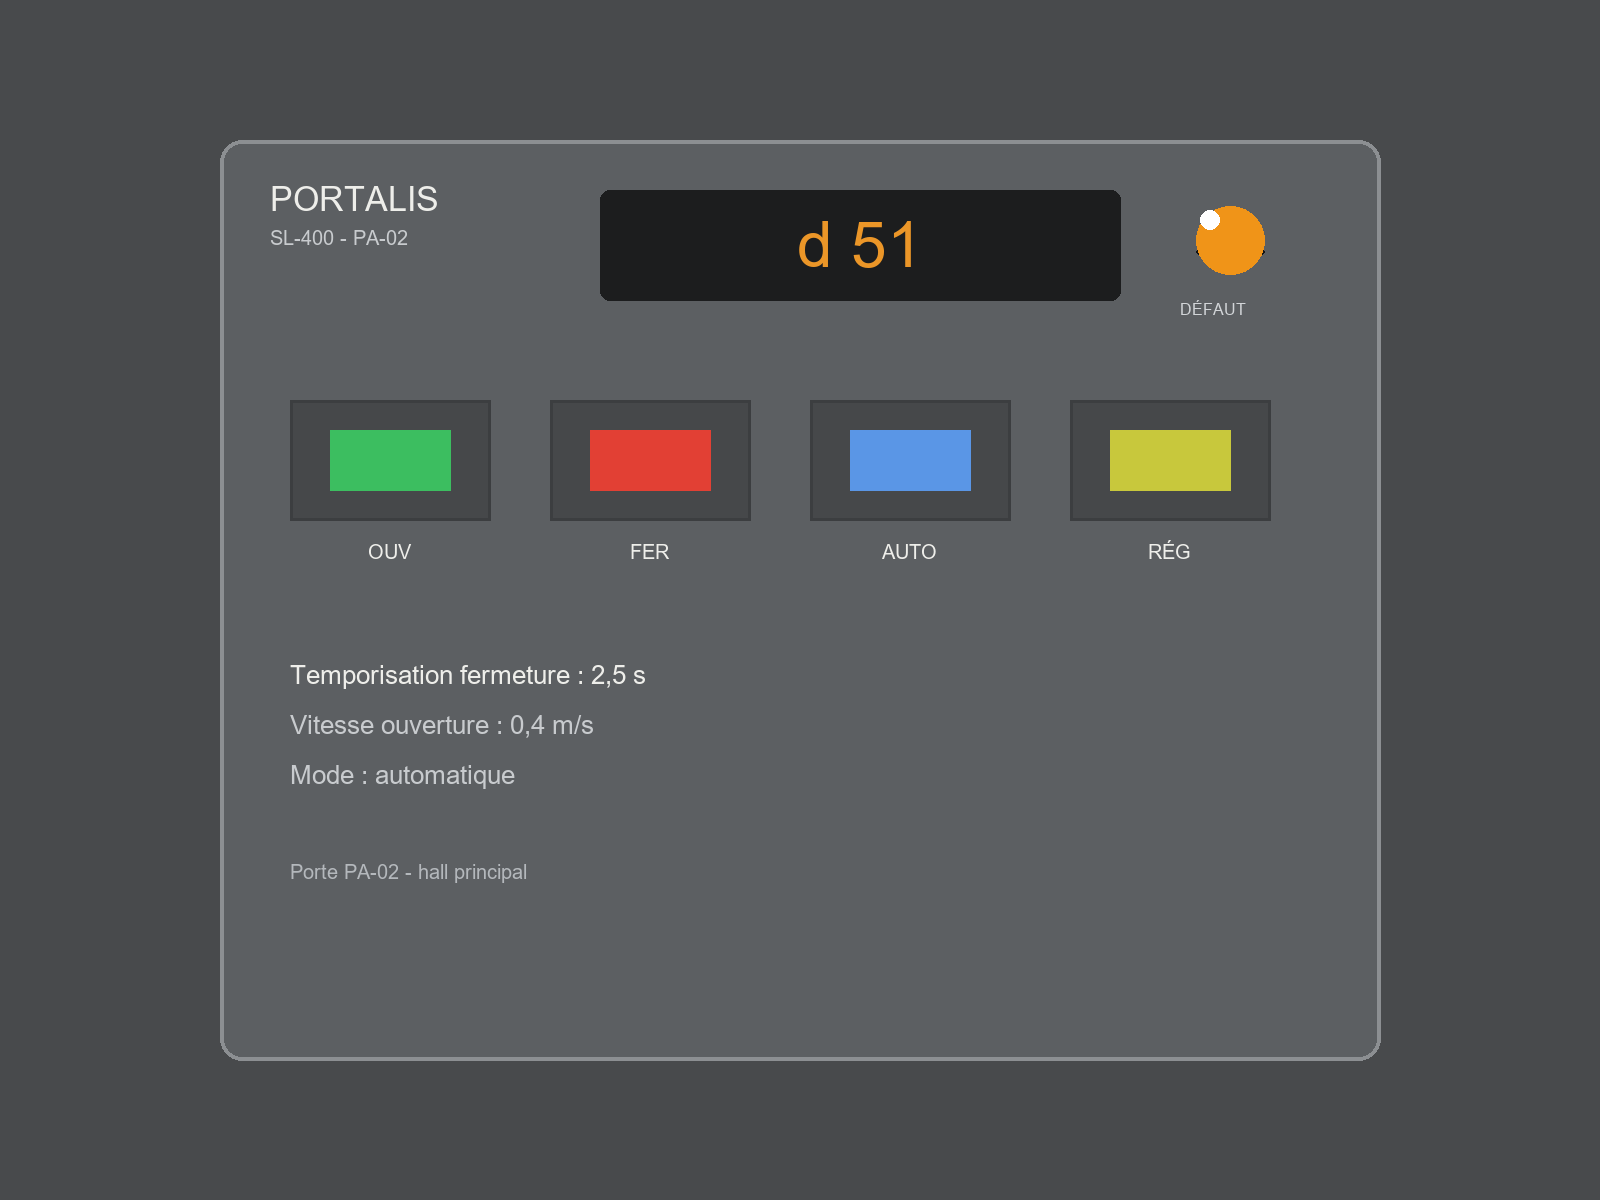 PORTALIS
SL-400 - PA-02
d 51
DÉFAUT
OUV
FER
AUTO
RÉG
Temporisation fermeture : 2,5 s
Vitesse ouverture : 0,4 m/s
Mode : automatique
Porte PA-02 - hall principal